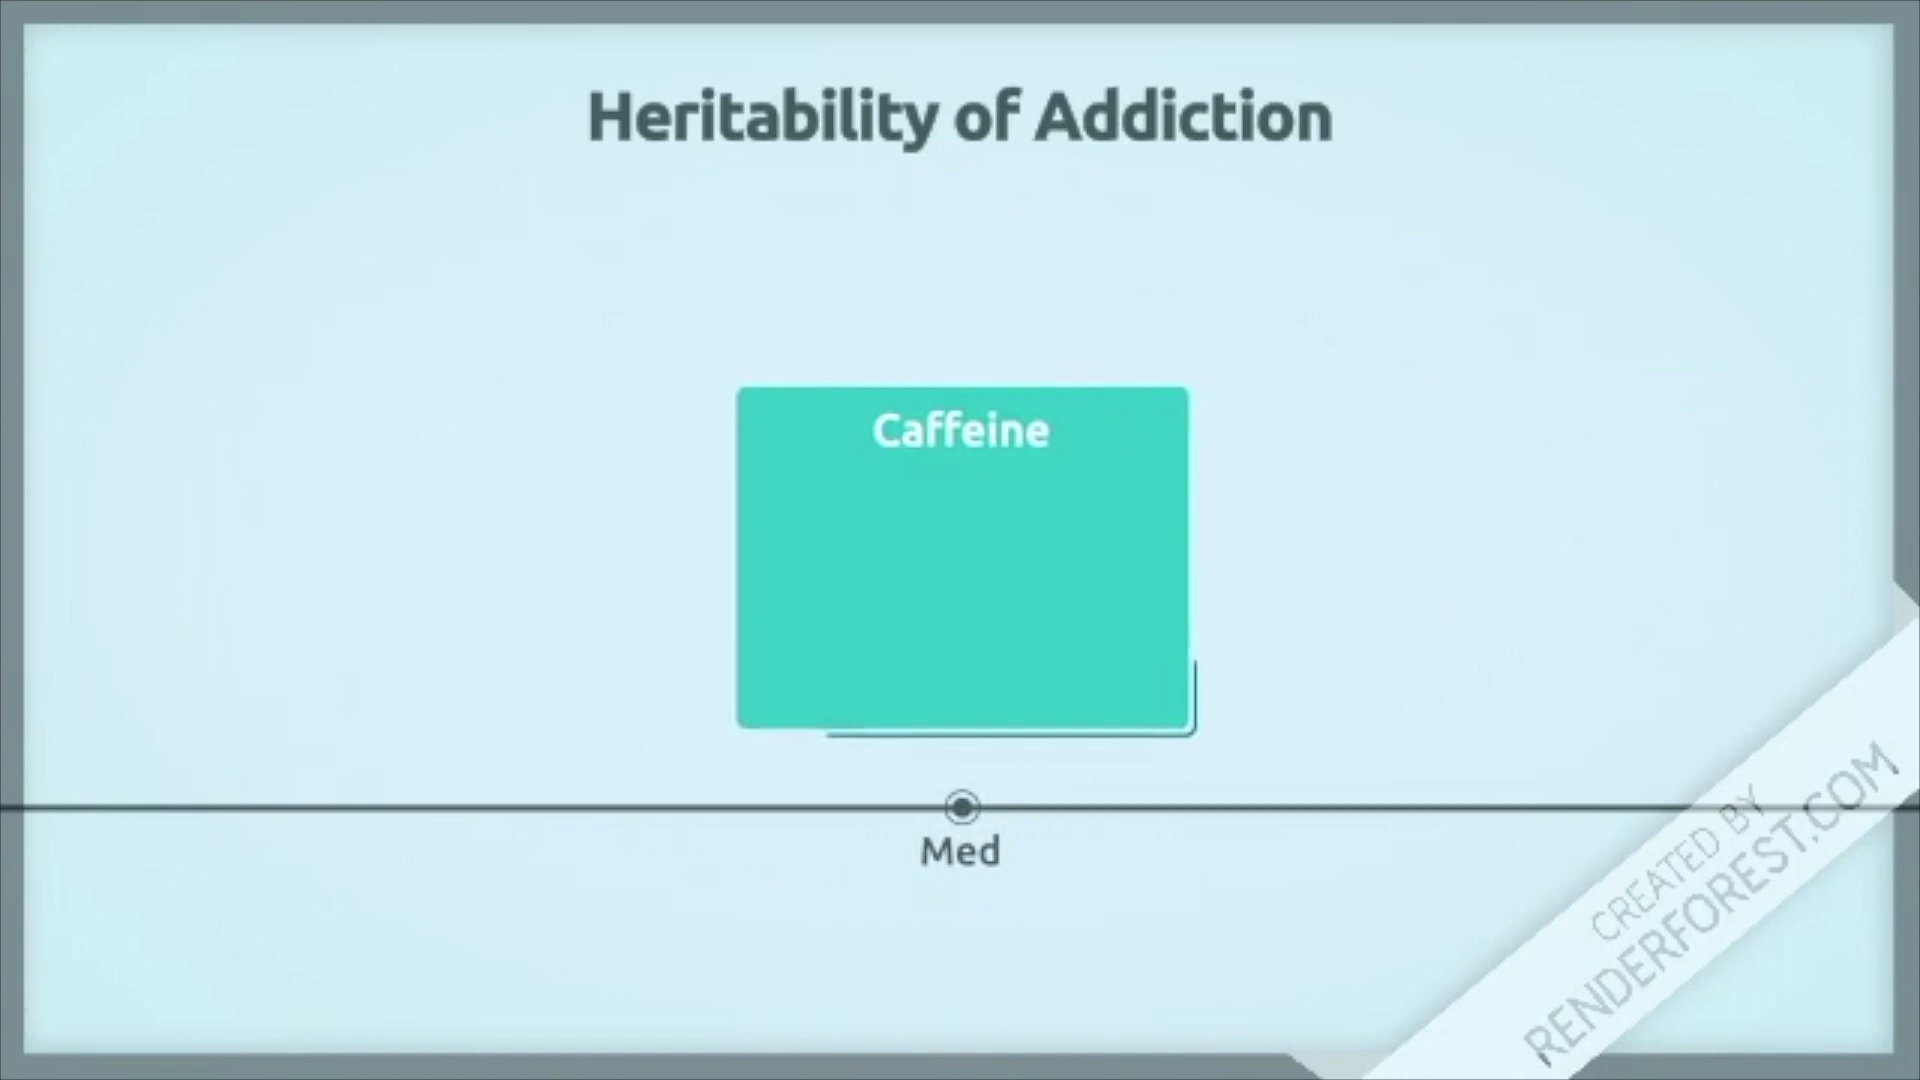 Heritability of Addiction
Caffeine
Med
CREATED BY
RENDERFOREST.COM